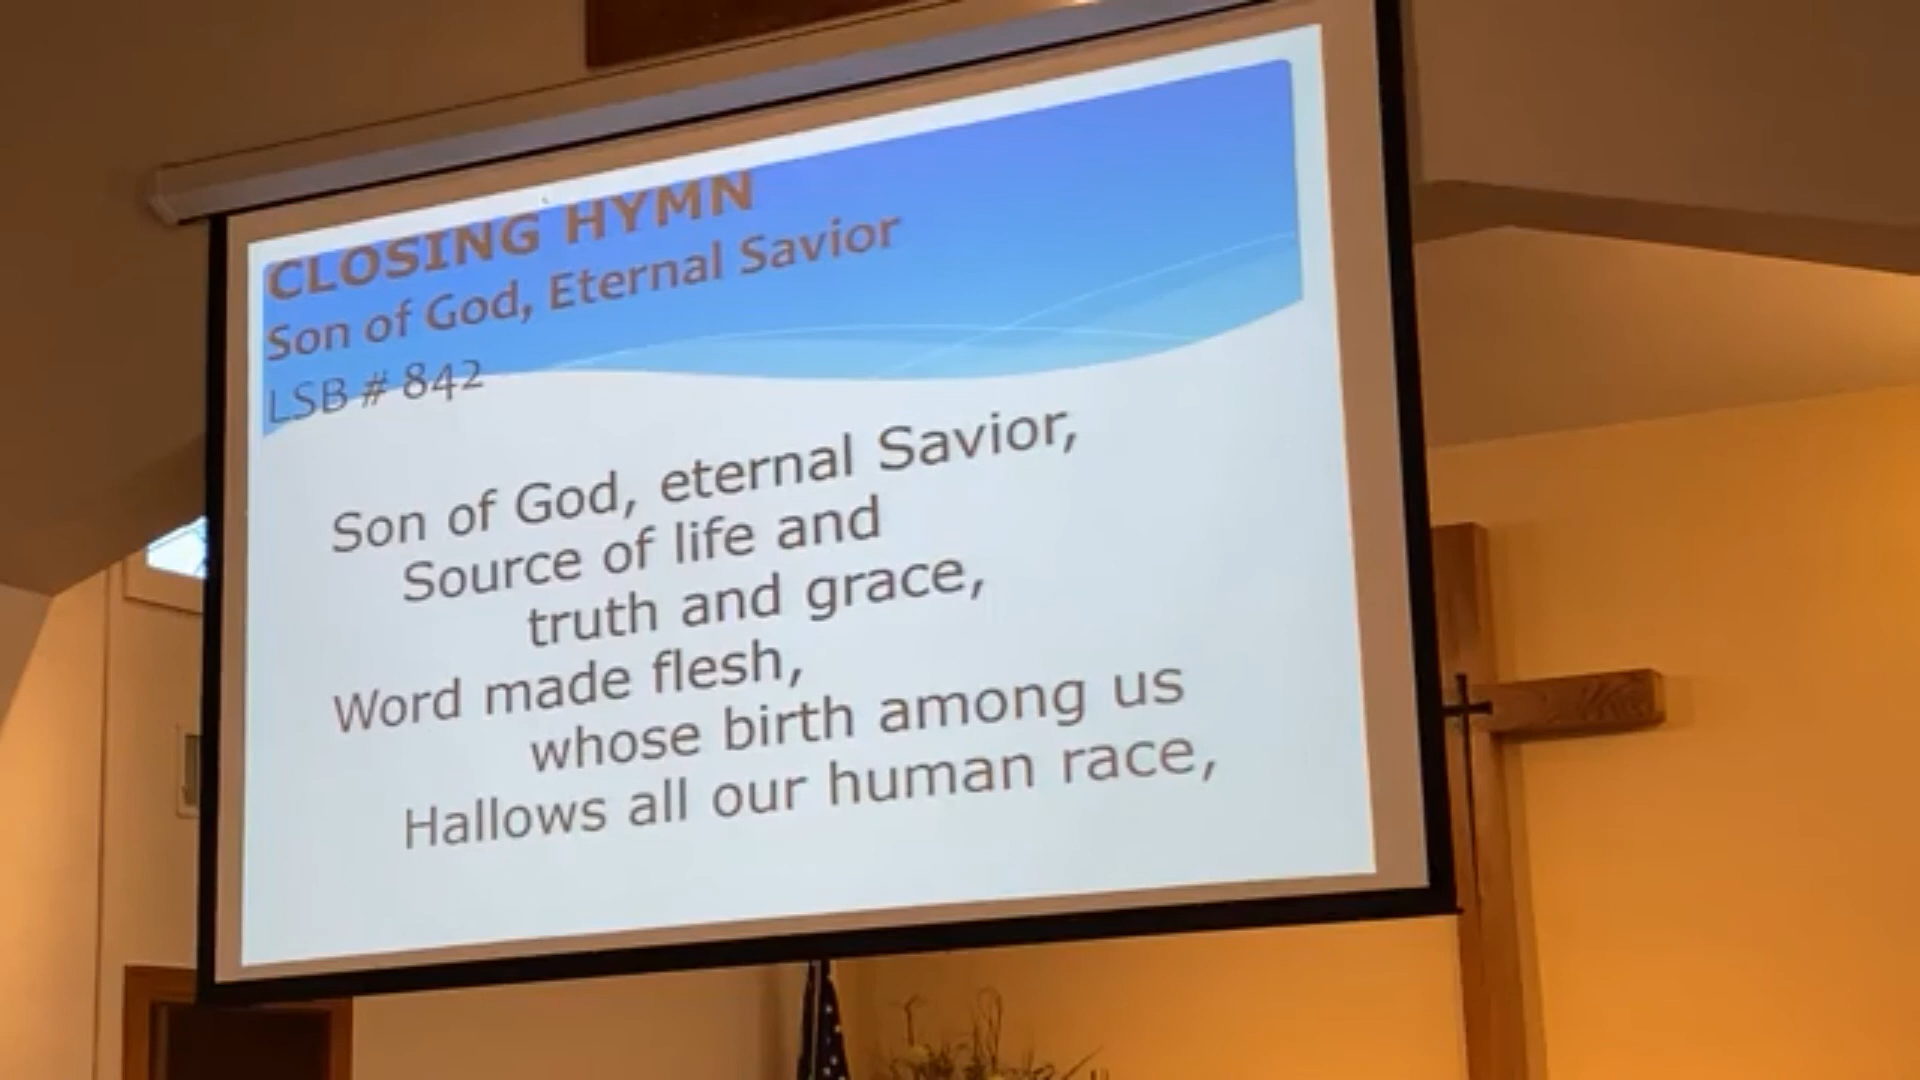 CLOSING HYMN
Son of God, Eternal Savior
LSB # 842
Son of God, eternal Savior,
Source of life and
truth and grace,
Word made flesh,
whose birth among us
Hallows all our human race,